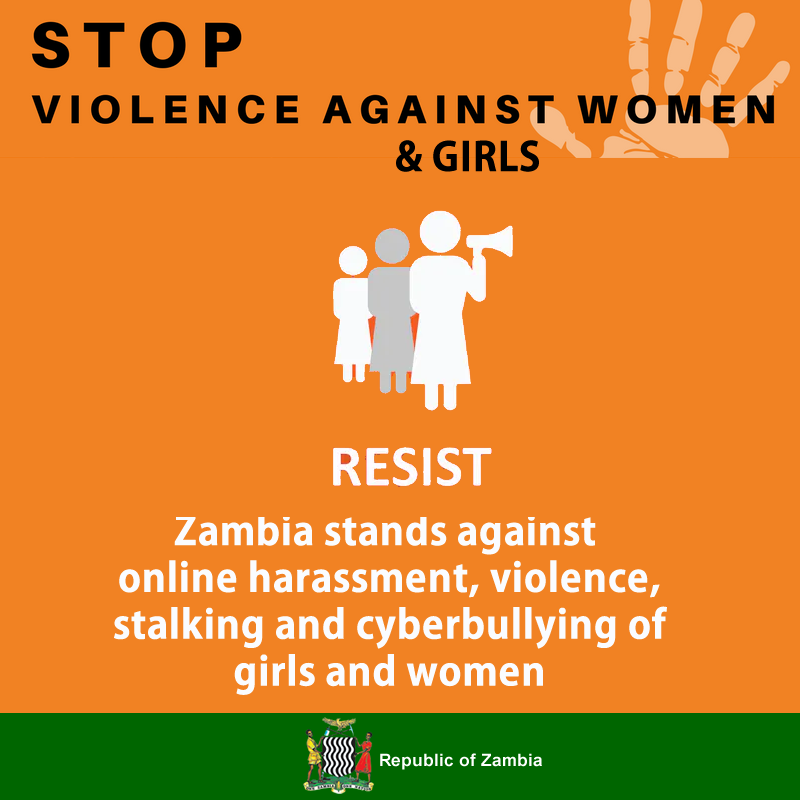 STOP
VIOLENCE AGAINST WOMEN
& GIRLS
RESIST
Zambia stands against
online harassment, violence,
stalking and cyberbullying of
girls and women
Republic of Zambia